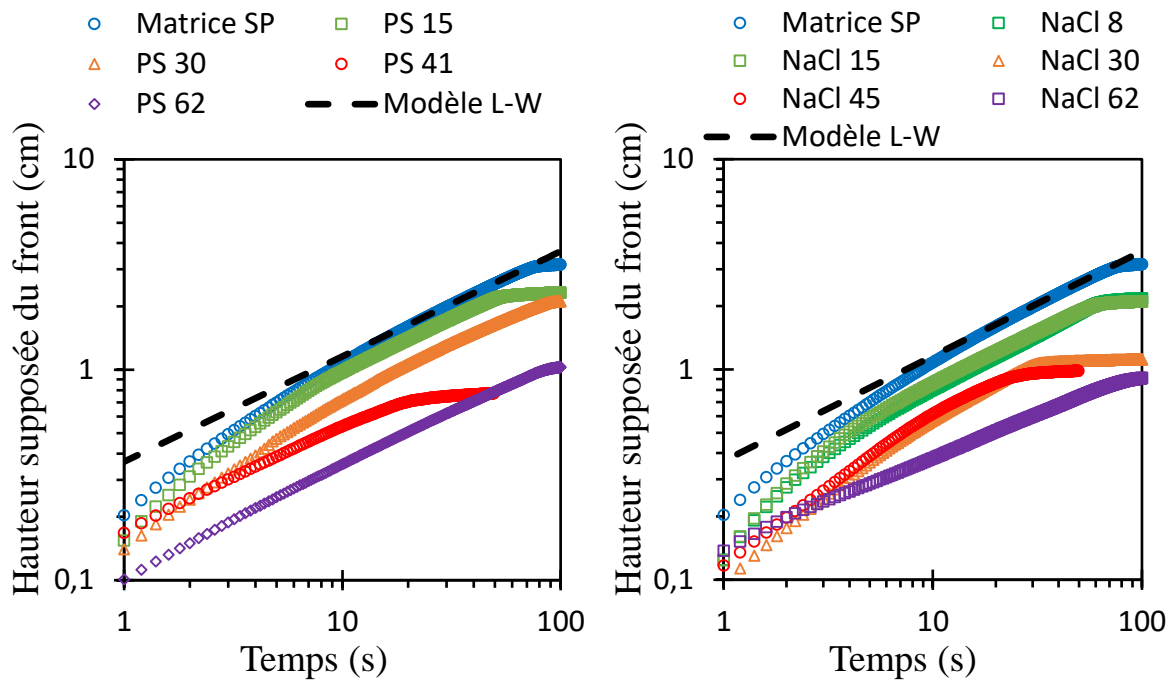 Matrice SP
PS 15
PS 30
PS 41
PS 62
Modèle L-W
Hauteur supposée du front (cm)
10
1
0,1
1
10
100
Temps (s)
Matrice SP
NaCl 8
NaCl 15
NaCl 30
NaCl 45
NaCl 62
Modèle L-W
Hauteur supposée du front (cm)
10
1
0,1
1
10
100
Temps (s)